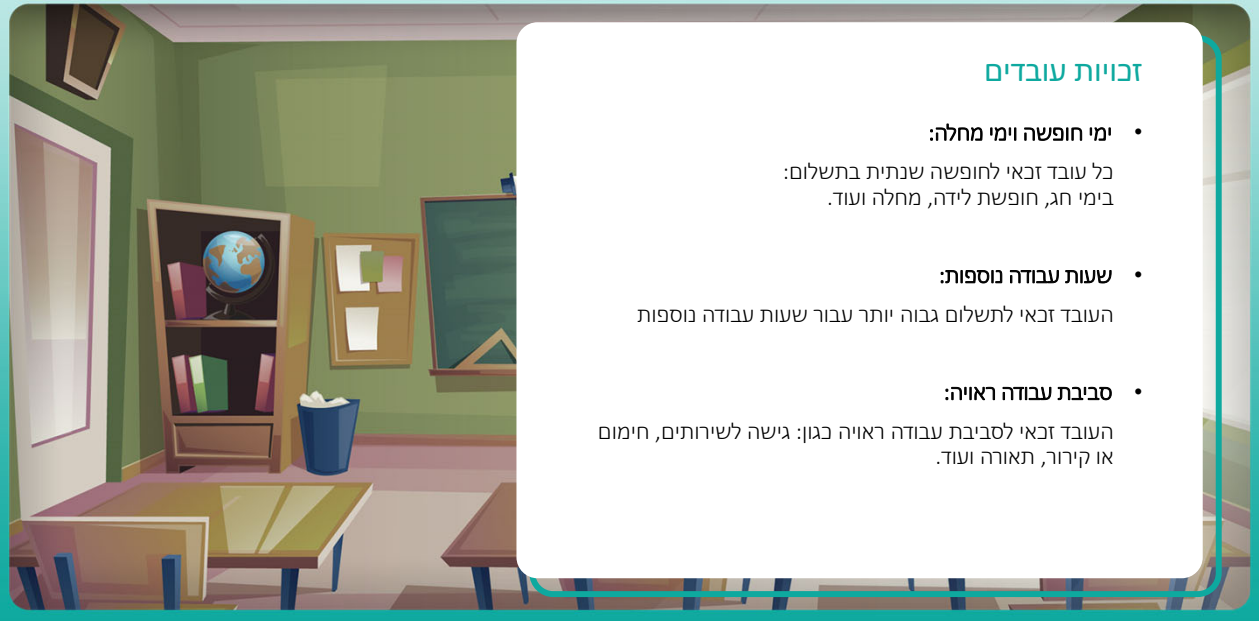 זכויות עובדים
• ימי חופשה וימי מחלה:
כל עובד זכאי לחופשה שנתית בתשלום:
בימי חג, חופשת לידה, מחלה ועוד.
• שעות עבודה נוספות:
העובד זכאי לתשלום גבוה יותר עבור שעות עבודה נוספות
• סביבת עבודה ראויה:
העובד זכאי לסביבת עבודה ראויה כגון: גישה לשירותים, חימום
או קירור, תאורה ועוד.